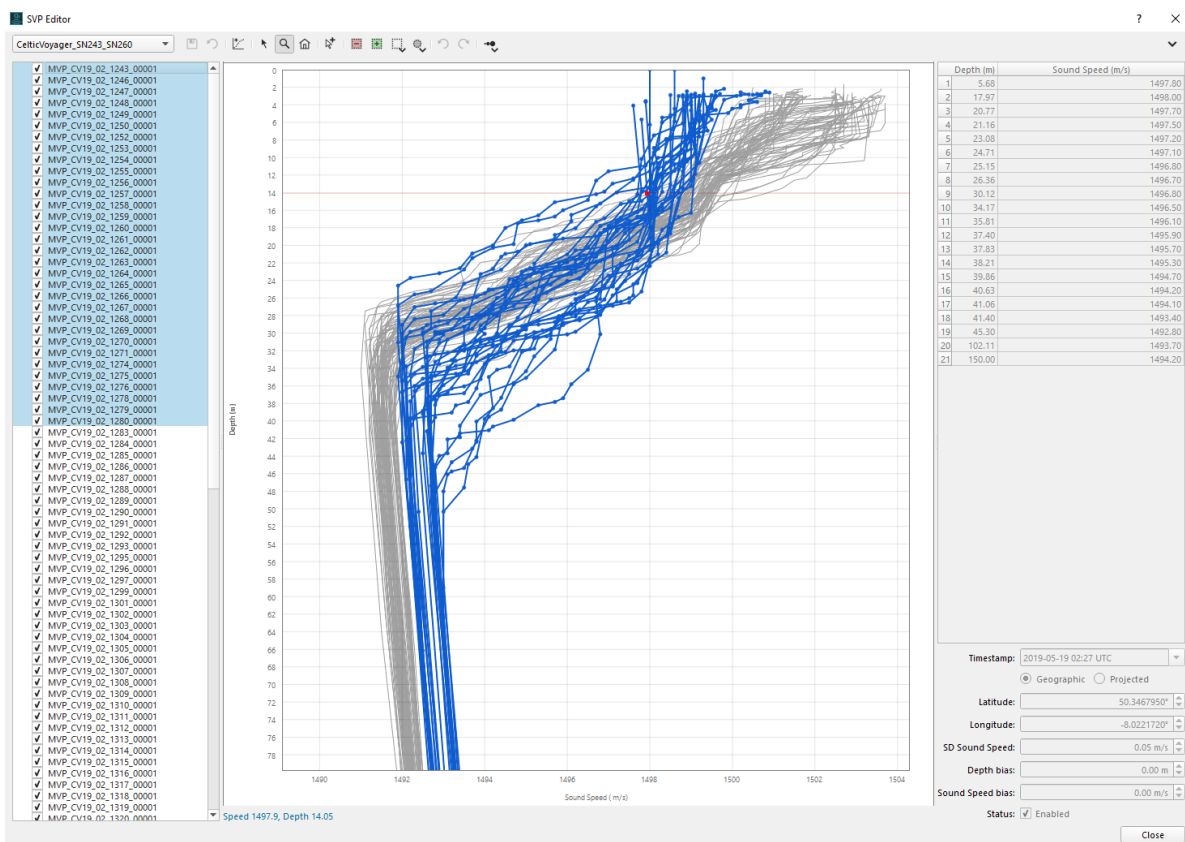 SVP Editor
? ×
CelticVoyager_SN243_SN260
MVP_CV19_02_1243_00001
MVP_CV19_02_1246_00001
MVP_CV19_02_1247_00001
MVP_CV19_02_1248_00001
MVP_CV19_02_1249_00001
MVP_CV19_02_1250_00001
MVP_CV19_02_1252_00001
MVP_CV19_02_1253_00001
MVP_CV19_02_1254_00001
MVP_CV19_02_1255_00001
MVP_CV19_02_1256_00001
MVP_CV19_02_1257_00001
MVP_CV19_02_1258_00001
MVP_CV19_02_1259_00001
MVP_CV19_02_1260_00001
MVP_CV19_02_1261_00001
MVP_CV19_02_1262_00001
MVP_CV19_02_1263_00001
MVP_CV19_02_1264_00001
MVP_CV19_02_1265_00001
MVP_CV19_02_1266_00001
MVP_CV19_02_1267_00001
MVP_CV19_02_1268_00001
MVP_CV19_02_1269_00001
MVP_CV19_02_1270_00001
MVP_CV19_02_1271_00001
MVP_CV19_02_1274_00001
MVP_CV19_02_1275_00001
MVP_CV19_02_1276_00001
MVP_CV19_02_1278_00001
MVP_CV19_02_1279_00001
MVP_CV19_02_1280_00001
MVP_CV19_02_1283_00001
MVP_CV19_02_1284_00001
MVP_CV19_02_1285_00001
MVP_CV19_02_1286_00001
MVP_CV19_02_1287_00001
MVP_CV19_02_1288_00001
MVP_CV19_02_1289_00001
MVP_CV19_02_1290_00001
MVP_CV19_02_1291_00001
MVP_CV19_02_1292_00001
MVP_CV19_02_1293_00001
MVP_CV19_02_1295_00001
MVP_CV19_02_1296_00001
MVP_CV19_02_1297_00001
MVP_CV19_02_1299_00001
MVP_CV19_02_1301_00001
MVP_CV19_02_1302_00001
MVP_CV19_02_1303_00001
MVP_CV19_02_1304_00001
MVP_CV19_02_1305_00001
MVP_CV19_02_1306_00001
MVP_CV19_02_1307_00001
MVP_CV19_02_1308_00001
MVP_CV19_02_1309_00001
MVP_CV19_02_1310_00001
MVP_CV19_02_1311_00001
MVP_CV19_02_1312_00001
MVP_CV19_02_1313_00001
MVP_CV19_02_1314_00001
MVP_CV19_02_1315_00001
MVP_CV19_02_1316_00001
MVP_CV19_02_1317_00001
MVP_CV19_02_1318_00001
MVP_CV19_02_1319_00001
MVP_CV19_02_1320_00001
Depth (m)
0
2
4
6
8
10
12
14
16
18
20
22
24
26
28
30
32
34
36
38
40
42
44
46
48
50
52
54
56
58
60
62
64
66
68
70
72
74
76
78
1490 1492 1494 1496 1498 1500 1502 1504
Sound Speed ( m/s)
Speed 1497.9, Depth 14.05
Depth (m) Sound Speed (m/s)
1 5.68 1497.80
2 17.97 1498.00
3 20.77 1497.70
4 21.16 1497.50
5 23.08 1497.20
6 24.71 1497.10
7 25.15 1496.80
8 26.36 1496.70
9 30.12 1496.80
10 34.17 1496.50
11 35.81 1496.10
12 37.40 1495.90
13 37.83 1495.70
14 38.21 1495.30
15 39.86 1494.70
16 40.63 1494.20
17 41.06 1494.10
18 41.40 1493.40
19 45.30 1492.80
20 102.11 1493.70
21 150.00 1494.20
Timestamp: 2019-05-19 02:27 UTC
Geographic Projected
Latitude: 50.3467950°
Longitude: -8.0221720°
SD Sound Speed: 0.05 m/s
Depth bias: 0.00 m
Sound Speed bias: 0.00 m/s
Status: Enabled
Close